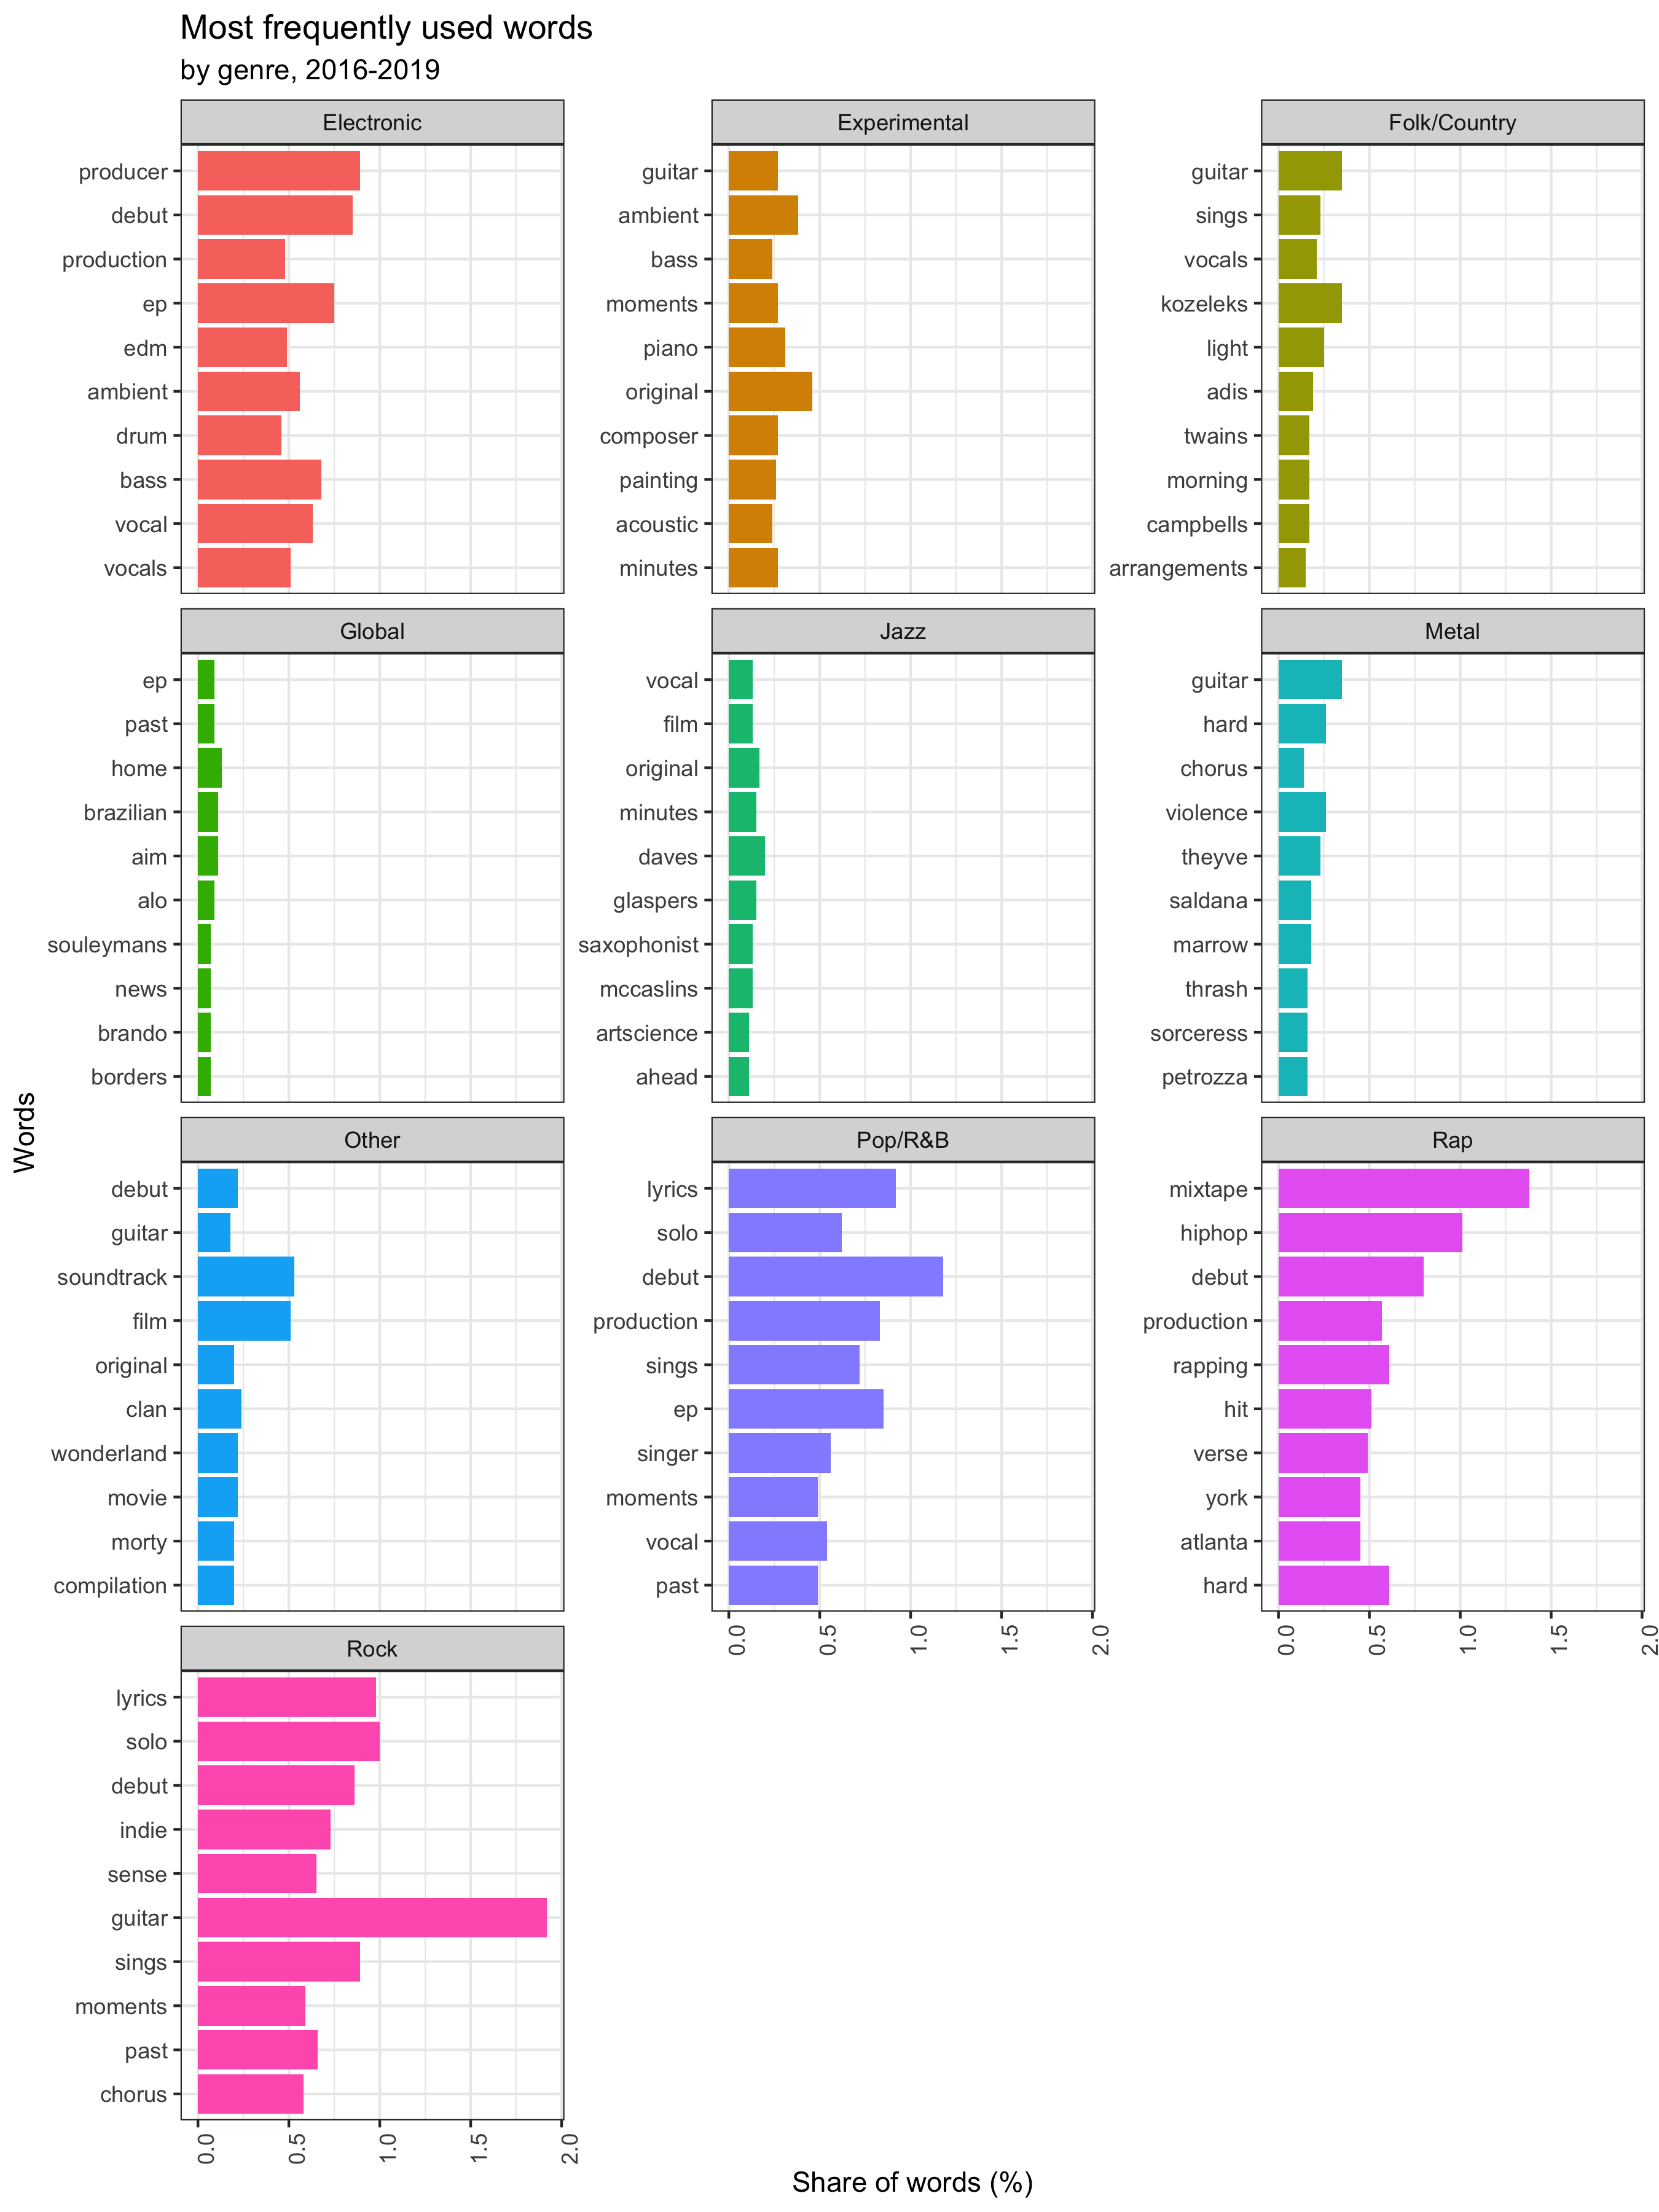 Most frequently used words
by genre, 2016-2019
Electronic
producer
debut
production
ep
edm
ambient
drum
bass
vocal
vocals
Experimental
guitar
ambient
bass
moments
piano
original
composer
painting
acoustic
minutes
Folk/Country
guitar
sings
vocals
kozeleks
light
adis
twains
morning
campbells
arrangements
Global
ep
past
home
brazilian
aim
alo
souleymans
news
brando
borders
Jazz
vocal
film
original
minutes
daves
glaspers
saxophonist
mccaslins
artscience
ahead
Metal
guitar
hard
chorus
violence
theyve
saldana
marrow
thrash
sorceress
petrozza
Words
Other
debut
guitar
soundtrack
film
original
clan
wonderland
movie
morty
compilation
Pop/R&B
lyrics
solo
debut
production
sings
ep
singer
moments
vocal
past
0.0 0.5 1.0 1.5 2.0
Rap
mixtape
hiphop
debut
production
rapping
hit
verse
york
atlanta
hard
0.0 0.5 1.0 1.5 2.0
Rock
lyrics
solo
debut
indie
sense
guitar
sings
moments
past
chorus
0.0 0.5 1.0 1.5 2.0
Share of words (%)